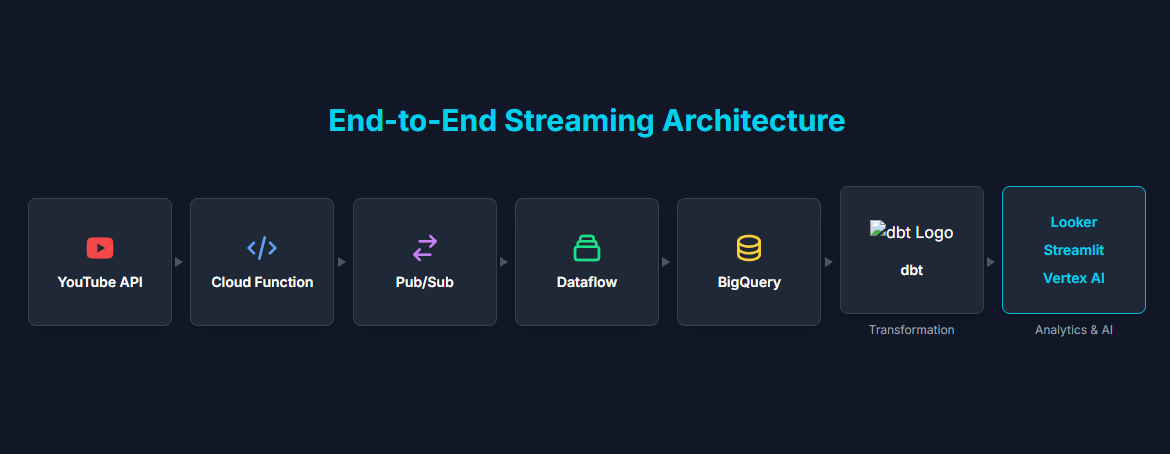 End-to-End Streaming Architecture
YouTube API
Cloud Function
Pub/Sub
Dataflow
BigQuery
dbt Logo
dbt
Transformation
Looker
Streamlit
Vertex AI
Analytics & AI